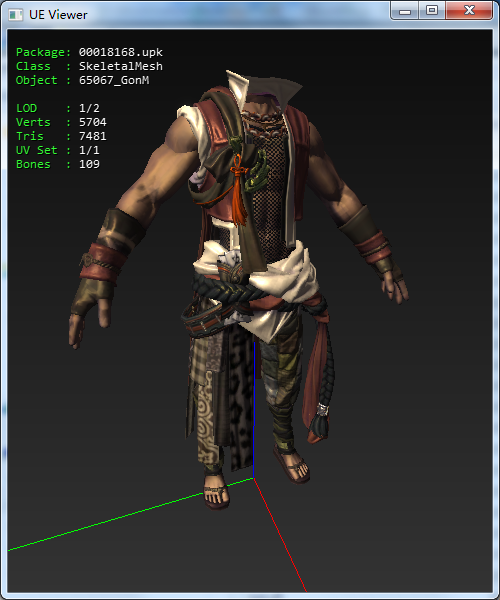 UE Viewer
Package: 00018168.upk
Class : SkeletalMesh
Object : 65067_GonM
LOD : 1/2
Verts : 5704
Tris : 7481
UV Set : 1/1
Bones : 109